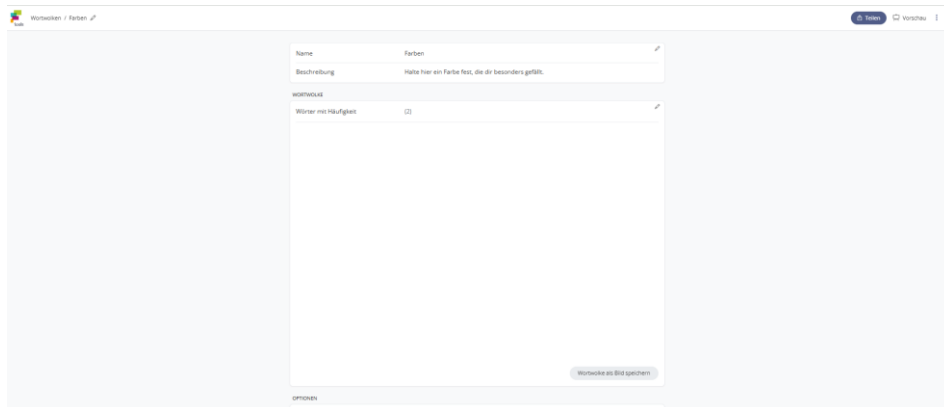 Wortwolken / Farben
Teilen
Vorschau
Name Farben
Beschreibung Halte hier ein Farbe fest, die dir besonders gefällt.
WORTWOLKE
Wörter mit Häufigkeit (2)
Wortwolke als Bild speichern
OPTIONEN